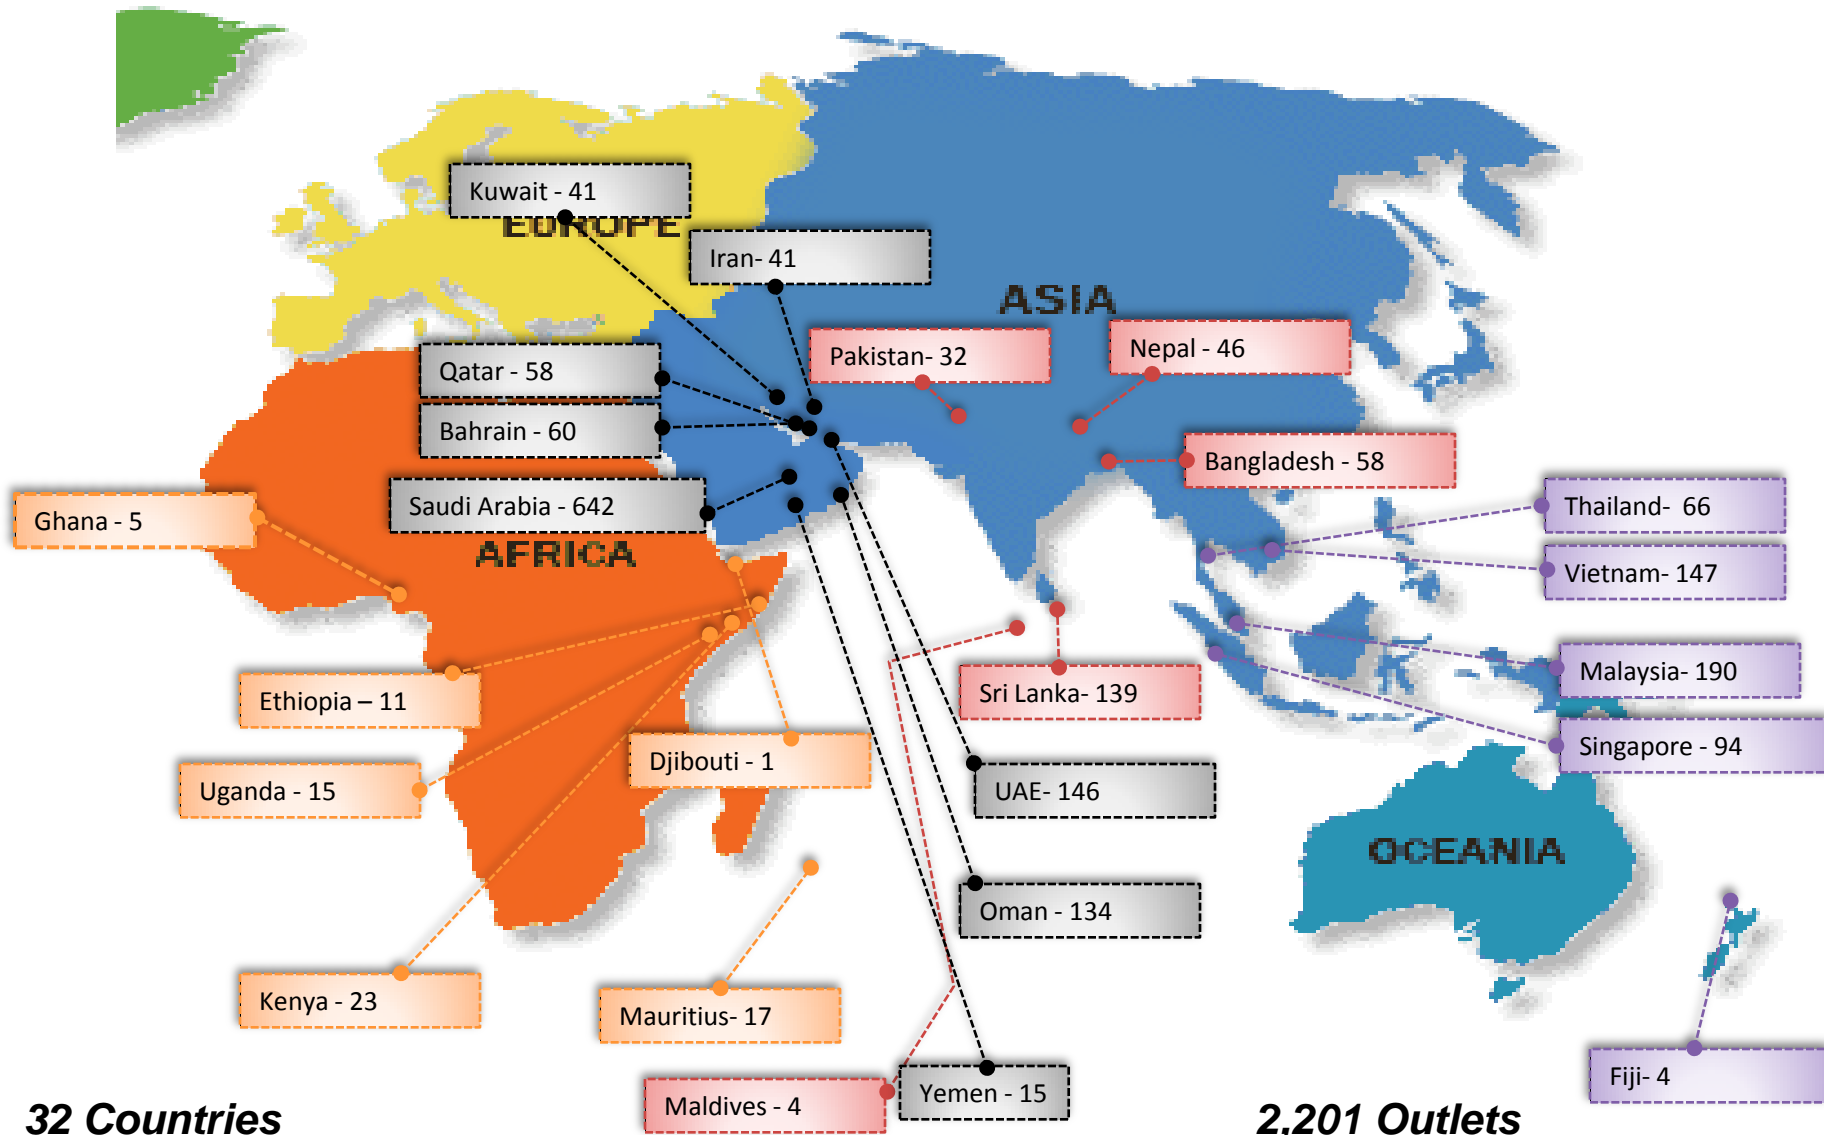 Kuwait - 41
EUROPE
Iran- 41
ASIA
Pakistan- 32
Nepal - 46
Qatar - 58
Bahrain - 60
Bangladesh - 58
Saudi Arabia - 642
Thailand-  66
Ghana - 5
AFRICA
Vietnam- 147
Ethiopia – 11
Sri Lanka- 139
Malaysia- 190
Djibouti - 1
Singapore - 94
Uganda - 15
UAE- 146
OCEANIA
Oman - 134
Kenya - 23
Mauritius- 17
Fiji- 4
Maldives - 4
Yemen - 15
32 Countries
2,201 Outlets